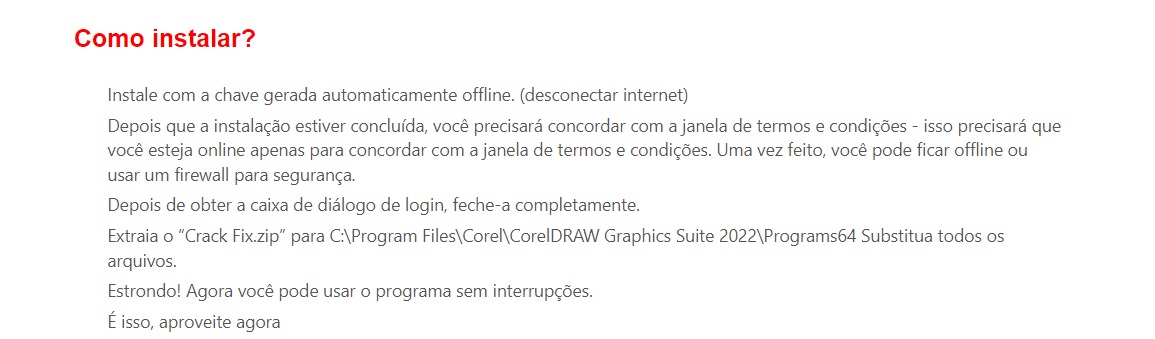 Como instalar?
Instale com a chave gerada automaticamente offline. (desconectar internet)
Depois que a instalação estiver concluída, você precisará concordar com a janela de termos e condições - isso precisará que
você esteja online apenas para concordar com a janela de termos e condições. Uma vez feito, você pode ficar offline ou
usar um firewall para segurança.
Depois de obter a caixa de diálogo de login, feche-a completamente.
Extraia o “Crack Fix.zip” para C:\Program Files\Corel\CorelDRAW Graphics Suite 2022\Programs64 Substitua todos os
arquivos.
Estrondo! Agora você pode usar o programa sem interrupções.
É isso, aproveite agora